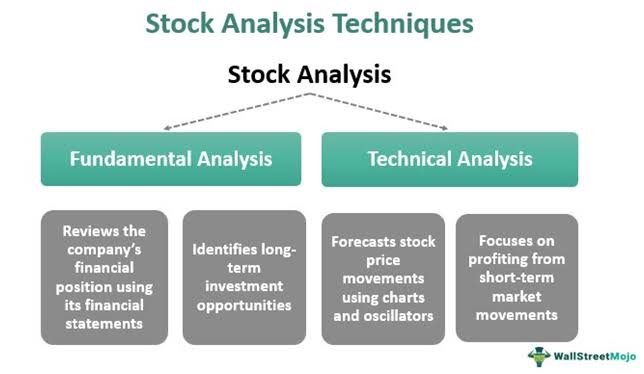 Stock Analysis Techniques
Stock Analysis
Fundamental Analysis
Technical Analysis
Reviews the
company's
financial
position using
its financial
statements
Identifies long-
term
investment
opportunities
Forecasts stock
price
movements
using charts
and oscillators
Focuses on
profiting from
short-term
market
movements
WallStreetMojo